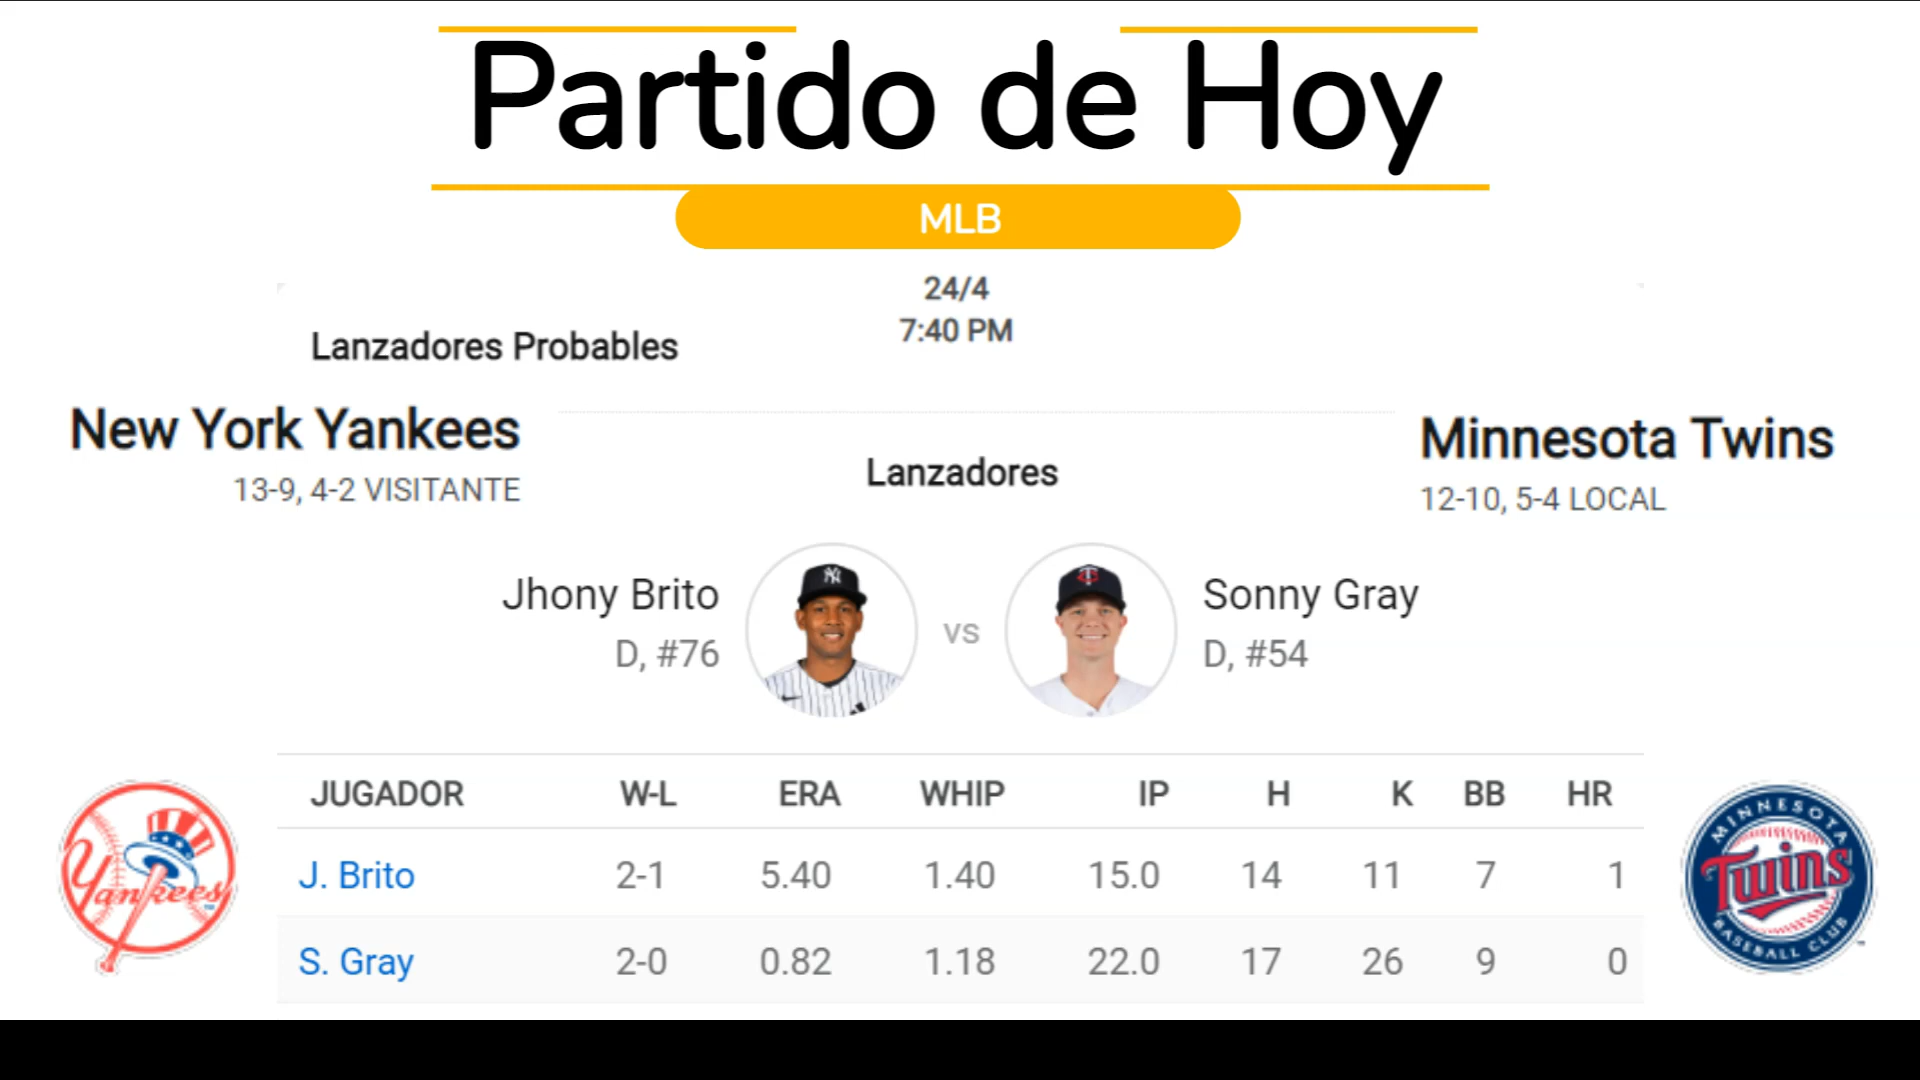 Partido de Hoy
MLB
24/4
7:40 PM
Lanzadores Probables
New York Yankees
13-9, 4-2 VISITANTE
Minnesota Twins
12-10, 5-4 LOCAL
Lanzadores
Jhony Brito
D, #76
vs
Sonny Gray
D, #54
JUGADOR W-L ERA WHIP IP H K BB HR
J. Brito 2-1 5.40 1.40 15.0 14 11 7 1
S. Gray 2-0 0.82 1.18 22.0 17 26 9 0
Yankees
MINNESOTA
Twins
BASEBALL CLUB